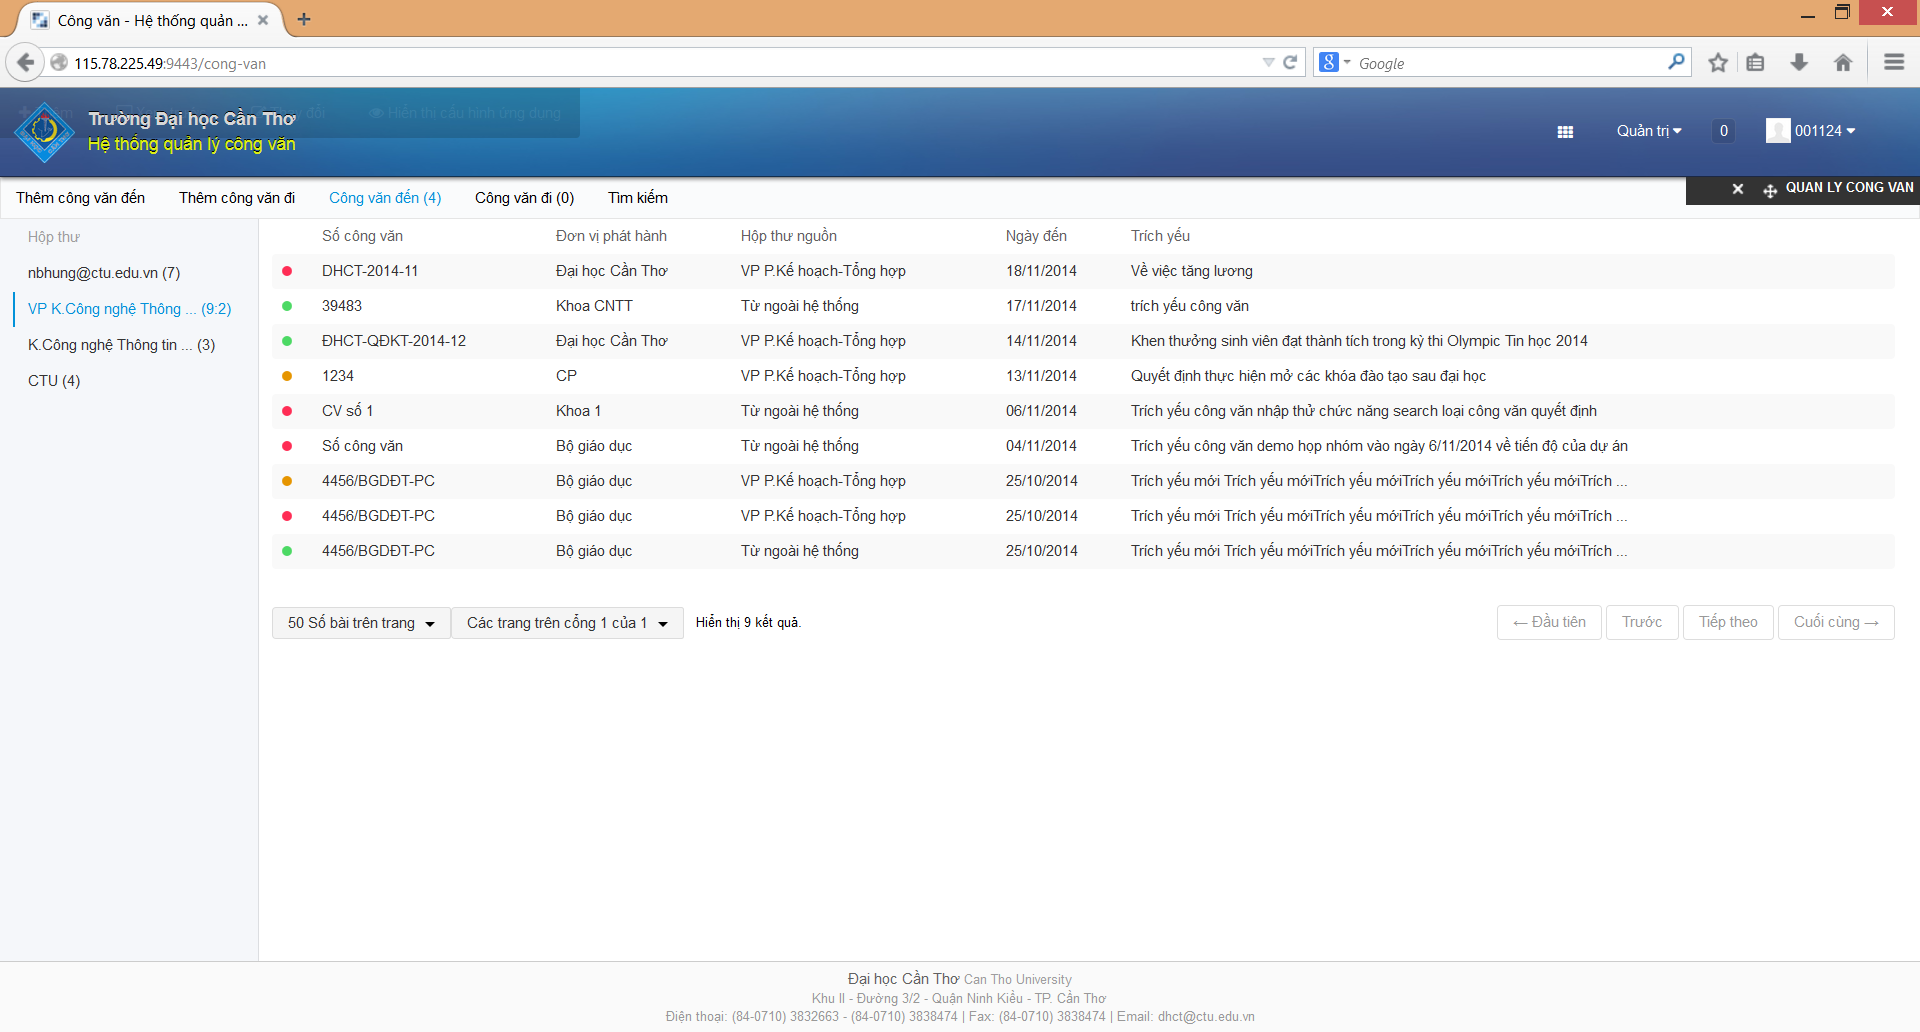 Công văn - Hệ thống quản ...
115.78.225.49:9443/cong-van
Google
Hiển thị cấu hình ứng dụng
Trường Đại học Cần Thơ
Hệ thống quản lý công văn
Quản trị
0
001124
Thêm công văn đến
Thêm công văn đi
Công văn đến (4)
Công văn đi (0)
Tìm kiếm
QUAN LY CONG VAN
Hộp thư
nbhung@ctu.edu.vn (7)
VP K.Công nghệ Thông ... (9:2)
K.Công nghệ Thông tin ... (3)
CTU (4)
Số công văn Đơn vị phát hành Hộp thư nguồn Ngày đến Trích yếu
DHCT-2014-11 Đại học Cần Thơ VP P.Kế hoạch-Tổng hợp 18/11/2014 Về việc tăng lương
39483 Khoa CNTT Từ ngoài hệ thống 17/11/2014 trích yếu công văn
ĐHCT-QĐKT-2014-12 Đại học Cần Thơ VP P.Kế hoạch-Tổng hợp 14/11/2014 Khen thưởng sinh viên đạt thành tích trong kỳ thi Olympic Tin học 2014
1234 CP VP P.Kế hoạch-Tổng hợp 13/11/2014 Quyết định thực hiện mở các khóa đào tạo sau đại học
CV số 1 Khoa 1 Từ ngoài hệ thống 06/11/2014 Trích yếu công văn nhập thử chức năng search loại công văn quyết định
Số công văn Bộ giáo dục Từ ngoài hệ thống 04/11/2014 Trích yếu công văn demo họp nhóm vào ngày 6/11/2014 về tiến độ của dự án
4456/BGDĐT-PC Bộ giáo dục VP P.Kế hoạch-Tổng hợp 25/10/2014 Trích yếu mới Trích yếu mớiTrích yếu mớiTrích yếu mớiTrích yếu mớiTrích ...
4456/BGDĐT-PC Bộ giáo dục VP P.Kế hoạch-Tổng hợp 25/10/2014 Trích yếu mới Trích yếu mớiTrích yếu mớiTrích yếu mớiTrích yếu mớiTrích ...
4456/BGDĐT-PC Bộ giáo dục Từ ngoài hệ thống 25/10/2014 Trích yếu mới Trích yếu mớiTrích yếu mớiTrích yếu mớiTrích yếu mớiTrích ...
50 Số bài trên trang
Các trang trên cổng 1 của 1
Hiển thị 9 kết quả.
← Đầu tiên
Trước
Tiếp theo
Cuối cùng →
Đại học Cần Thơ Can Tho University
Khu II - Đường 3/2 - Quận Ninh Kiều - TP. Cần Thơ
Điện thoại: (84-0710) 3832663 - (84-0710) 3838474 | Fax: (84-0710) 3838474 | Email: dhct@ctu.edu.vn